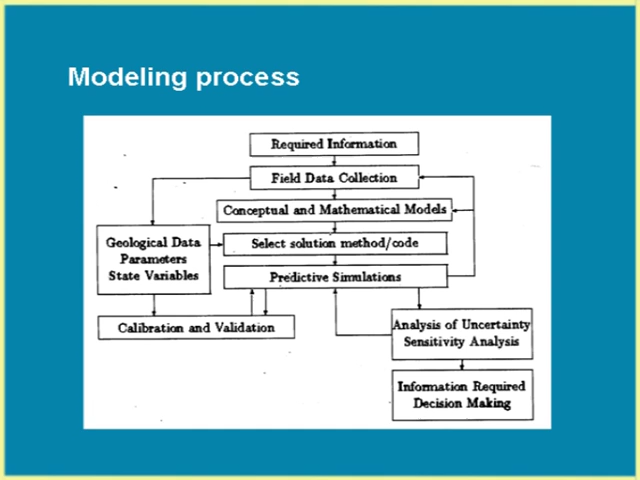 Modeling process
Required Information
Field Data Collection
Conceptual and Mathematical Models
Geological Data
Parameters
State Variables
Select solution method/code
Predictive Simulations
Calibration and Validation
Analysis of Uncertainty
Sensitivity Analysis
Information Required
Decision Making